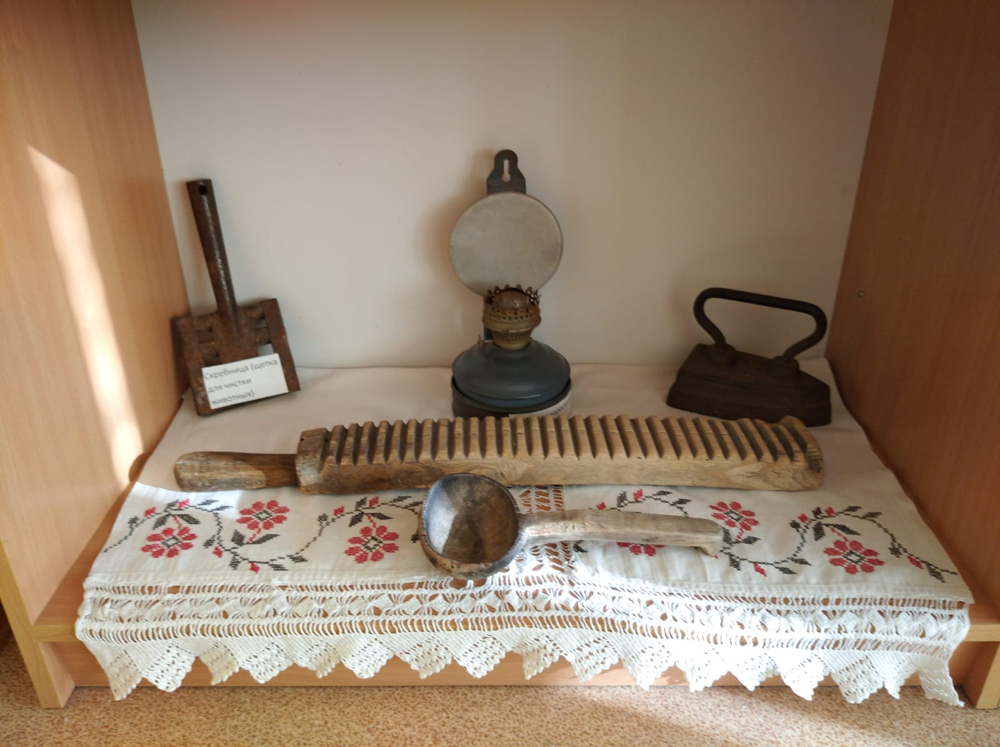 Скребница (щетка
для чистки
животных)